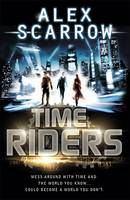 ALEX
SCARROW
TIME
RIDERS
MESS AROUND WITH TIME AND
THE WORLD YOU KNOW...
COULD BECOME A WORLD YOU DON'T.